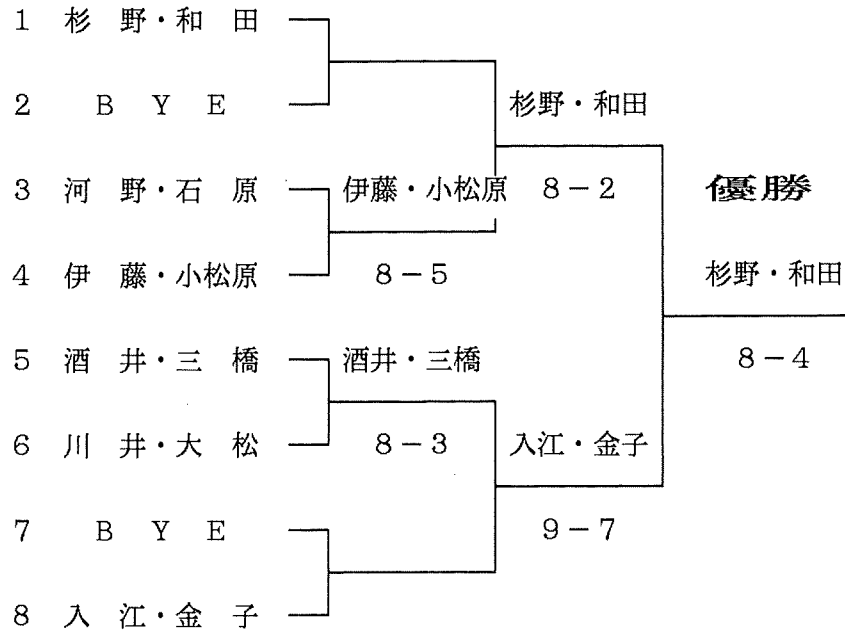 1 杉 野・和 田
2 B Y E 杉野・和田
3 河 野・石 原 伊藤・小松原 8-2 優勝
4 伊 藤・小松原 8-5 杉野・和田
5 酒 井・三 橋 酒井・三橋 8-4
6 川 井・大 松 8-3 入江・金子
7 B Y E 9-7
8 入 江・金 子